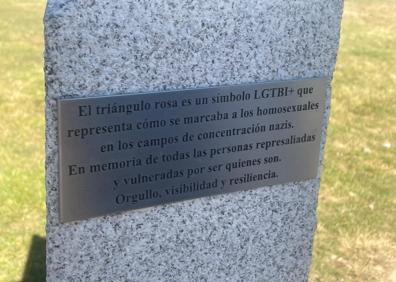 El triángulo rosa es un símbolo LGTBI+ que
representa cómo se marcaba a los homosexuales
en los campos de concentración nazis.
En memoria de todas las personas represaliadas
y vulneradas por ser quienes son.
Orgullo, visibilidad y resiliencia.